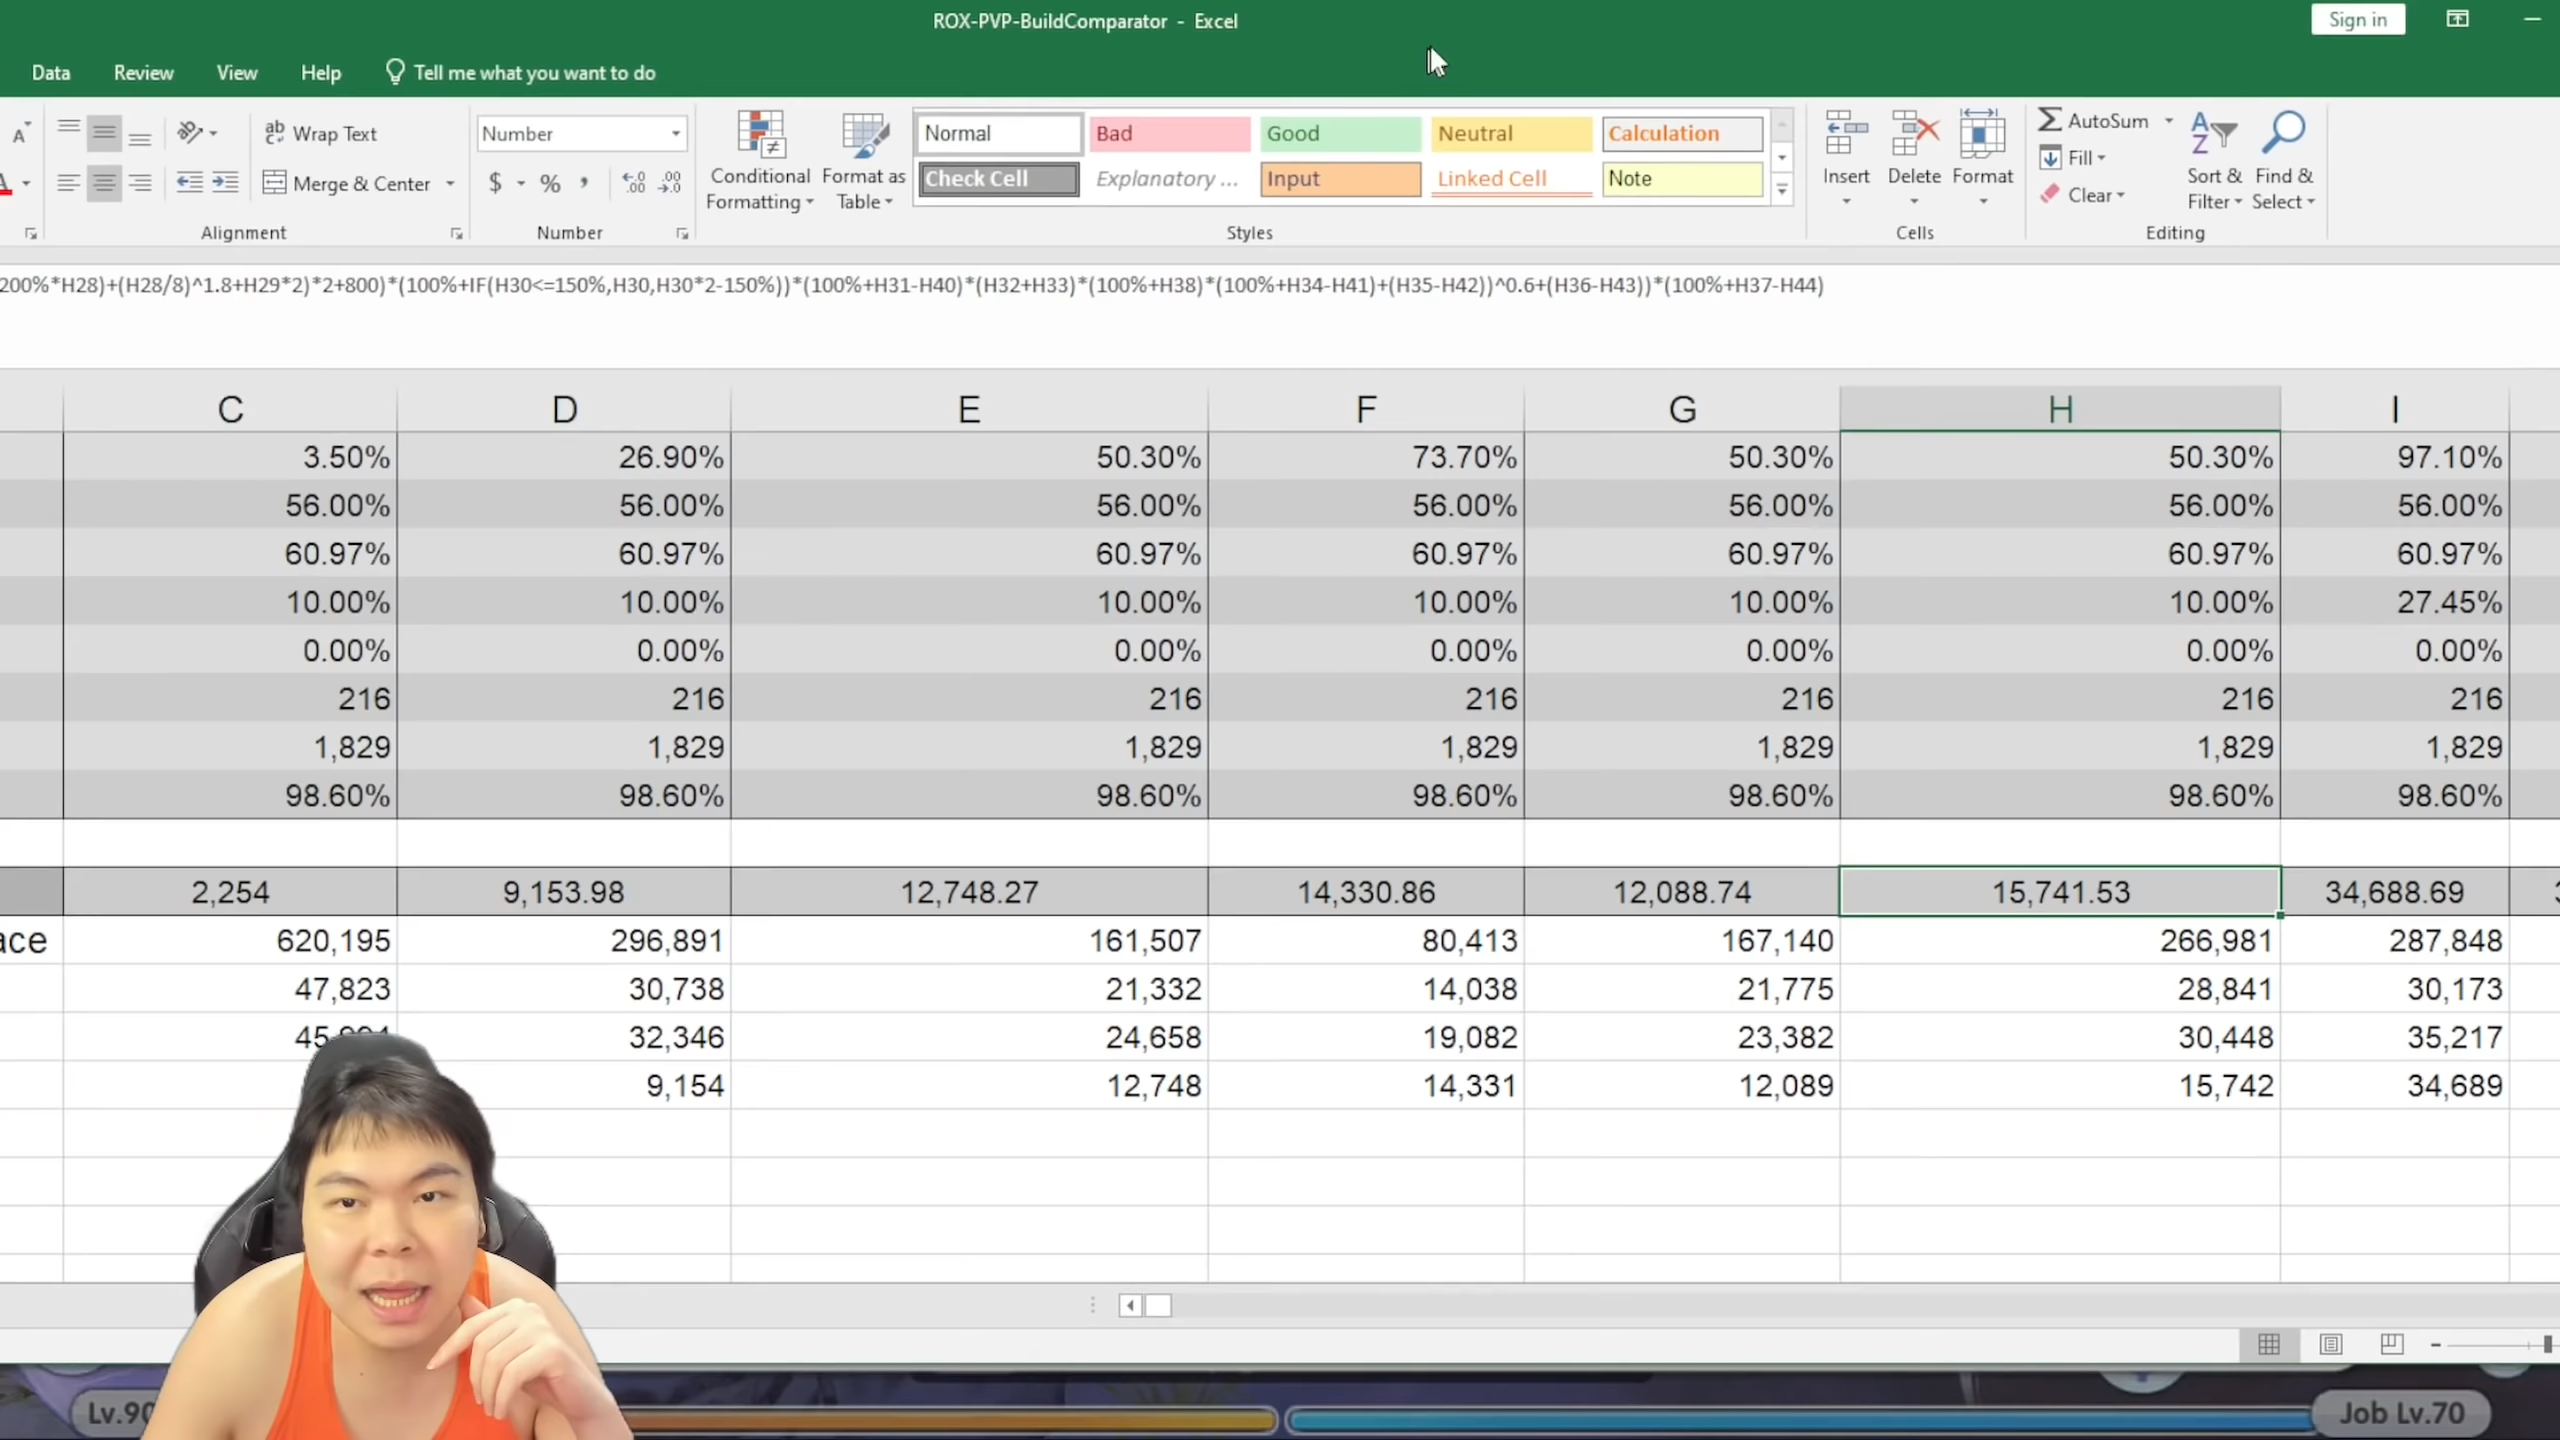 ROX-PVP-BuildComparator - Excel
Sign in
Data Review View Help Tell me what you want to do
Wrap Text
Number
Merge & Center
$ % ,
Conditional Formatting
Format as Table
Normal Bad Good Neutral Calculation
Check Cell Explanatory ... Input Linked Cell Note
Insert Delete Format
AutoSum
Fill
Clear
Sort & Filter
Find & Select
Alignment Number Styles Cells Editing
200%*H28)+(H28/8)^1.8+H29*2)*2+800)*(100%+IF(H30<=150%,H30,H30*2-150%))*(100%+H31-H40)*(H32+H33)*(100%+H38)*(100%+H34-H41)+(H35-H42))^0.6+(H36-H43))*(100%+H37-H44)
C D E F G H I
3.50% 26.90% 50.30% 73.70% 50.30% 50.30% 97.10%
56.00% 56.00% 56.00% 56.00% 56.00% 56.00% 56.00%
60.97% 60.97% 60.97% 60.97% 60.97% 60.97% 60.97%
10.00% 10.00% 10.00% 10.00% 10.00% 10.00% 27.45%
0.00% 0.00% 0.00% 0.00% 0.00% 0.00% 0.00%
216 216 216 216 216 216 216
1,829 1,829 1,829 1,829 1,829 1,829 1,829
98.60% 98.60% 98.60% 98.60% 98.60% 98.60% 98.60%
2,254 9,153.98 12,748.27 14,330.86 12,088.74 15,741.53 34,688.69
ace 620,195 296,891 161,507 80,413 167,140 266,981 287,848
47,823 30,738 21,332 14,038 21,775 28,841 30,173
32,346 24,658 19,082 23,382 30,448 35,217
9,154 12,748 14,331 12,089 15,742 34,689
Lv.90
Job Lv.70